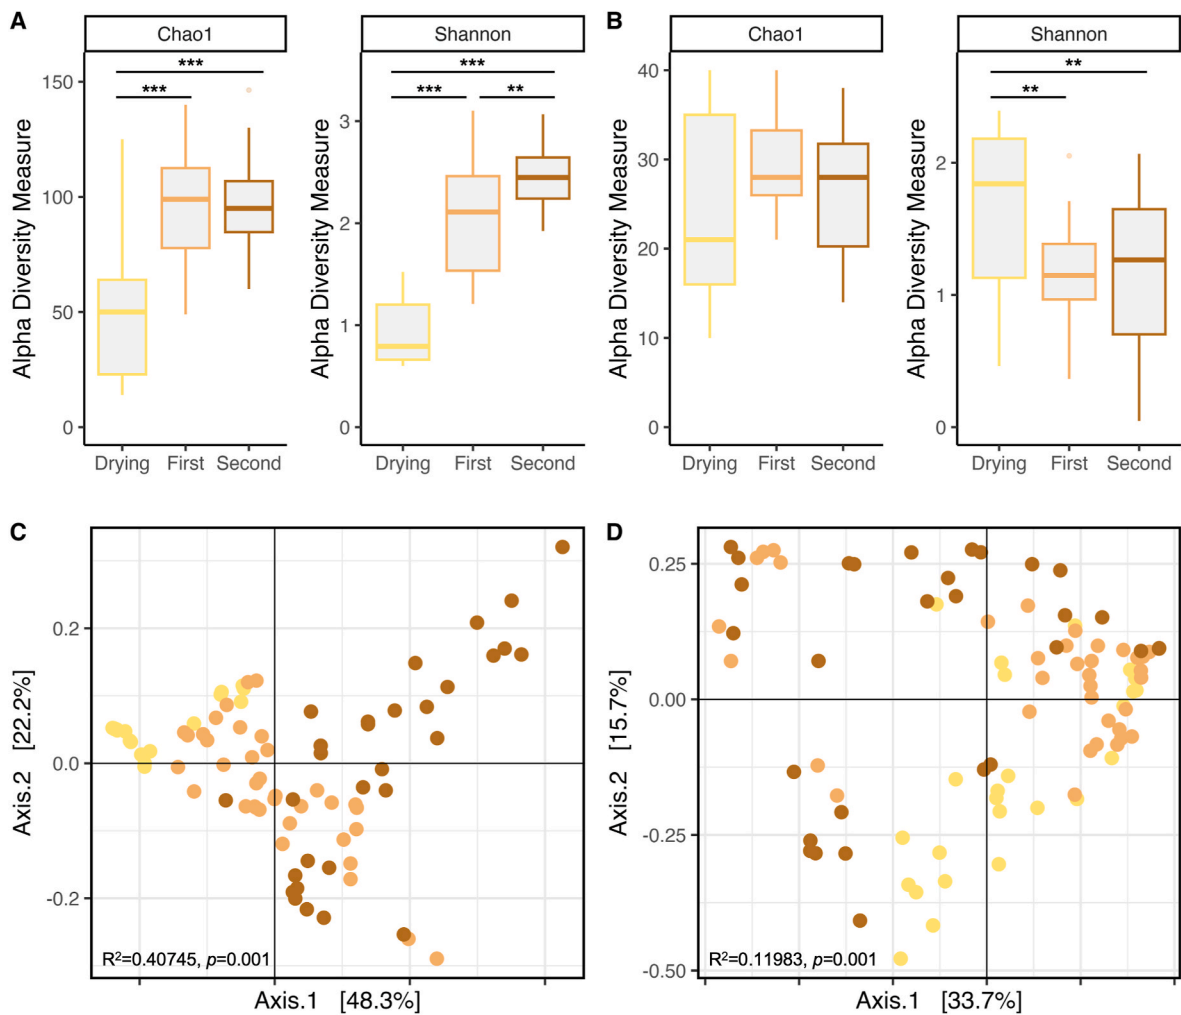 A
Chao1
Shannon
Alpha Diversity Measure
150
100
50
0
***
***
Drying First Second
Alpha Diversity Measure
3
2
1
0
***
***
**
Drying First Second
B
Chao1
Shannon
Alpha Diversity Measure
40
30
20
10
0
Drying First Second
Alpha Diversity Measure
2
1
0
**
**
Drying First Second
C
Axis.2 [22.2%]
0.2
0.0
-0.2
R²=0.40745, p=0.001
Axis.1 [48.3%]
D
Axis.2 [15.7%]
0.25
0.00
-0.25
-0.50
R²=0.11983, p=0.001
Axis.1 [33.7%]